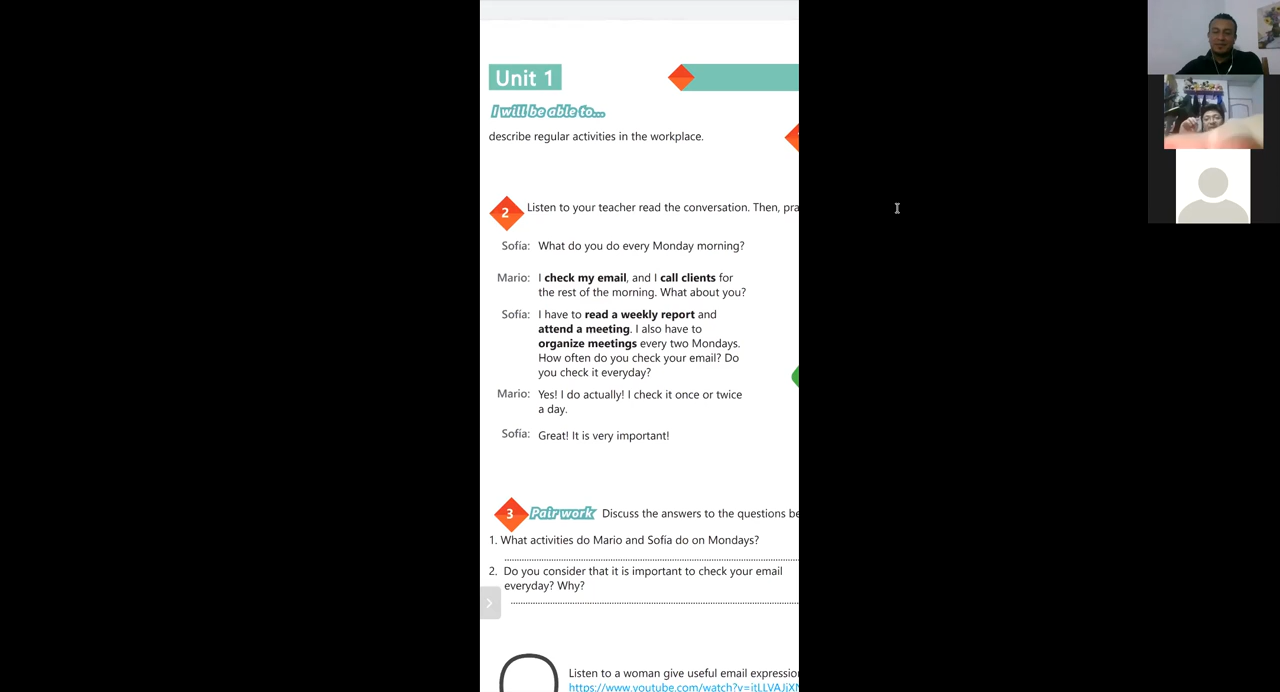 Unit 1
I will be able to...
describe regular activities in the workplace.
2 Listen to your teacher read the conversation. Then, pra
Sofía: What do you do every Monday morning?
Mario: I check my email, and I call clients for
the rest of the morning. What about you?
Sofía: I have to read a weekly report and
attend a meeting. I also have to
organize meetings every two Mondays.
How often do you check your email? Do
you check it everyday?
Mario: Yes! I do actually! I check it once or twice
a day.
Sofía: Great! It is very important!
3 Pair work Discuss the answers to the questions be
1. What activities do Mario and Sofía do on Mondays?
2. Do you consider that it is important to check your email
everyday? Why?
Listen to a woman give useful email expression
https://www.youtube.com/watch?v=itLLVAJiXN